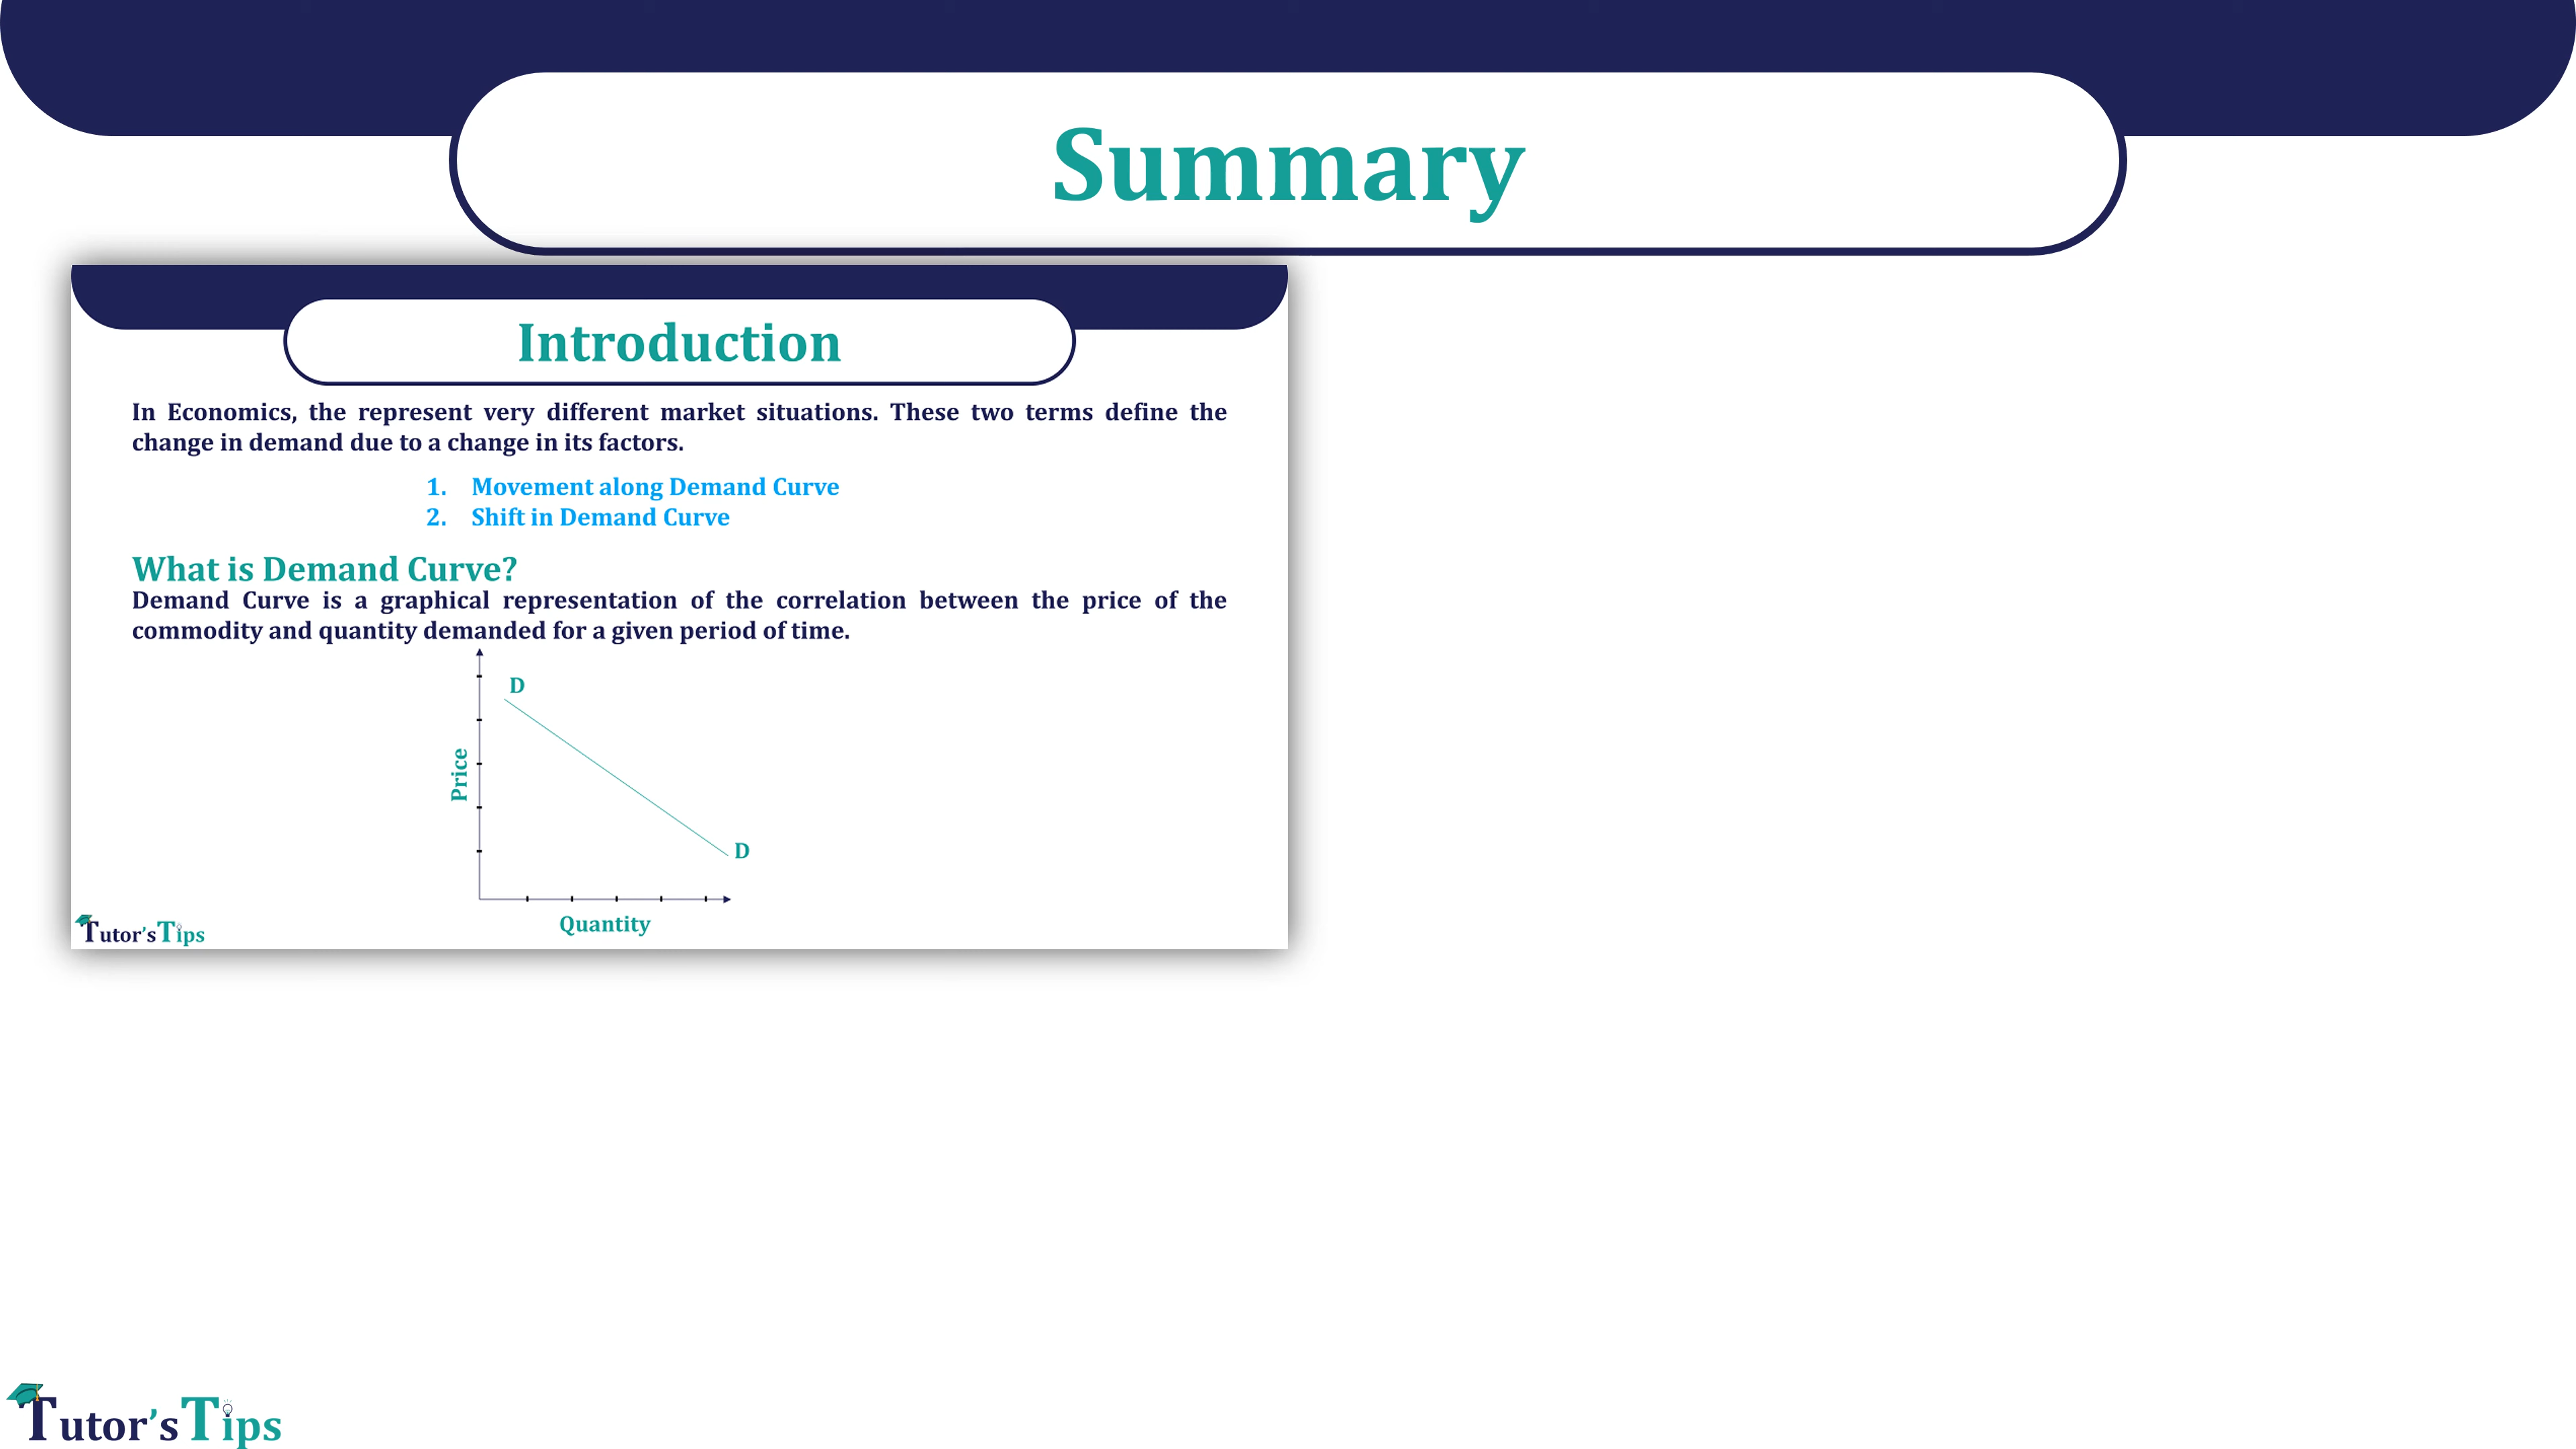 Summary
Introduction
In Economics, the represent very different market situations. These two terms define the
change in demand due to a change in its factors.
1. Movement along Demand Curve
2. Shift in Demand Curve
What is Demand Curve?
Demand Curve is a graphical representation of the correlation between the price of the
commodity and quantity demanded for a given period of time.
D
Price
D
Quantity
Tutor'sTips
Tutor'sTips